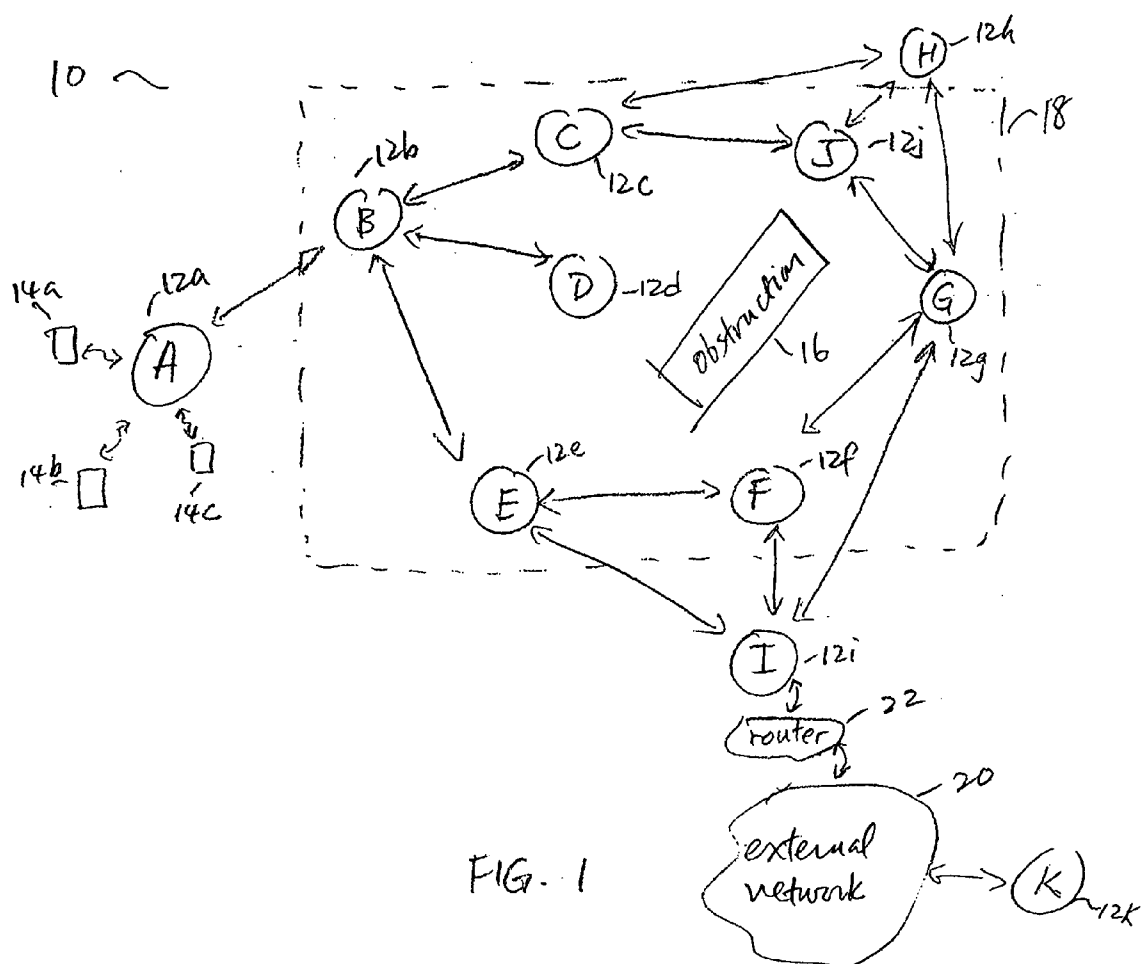 10
H
12h
18
C
12c
J
12j
12b
B
14a
12a
A
D
12d
obstruction
16
G
12g
14b
14c
12e
E
F
12f
I
12i
router
22
20
external
network
K
12k
FIG. 1